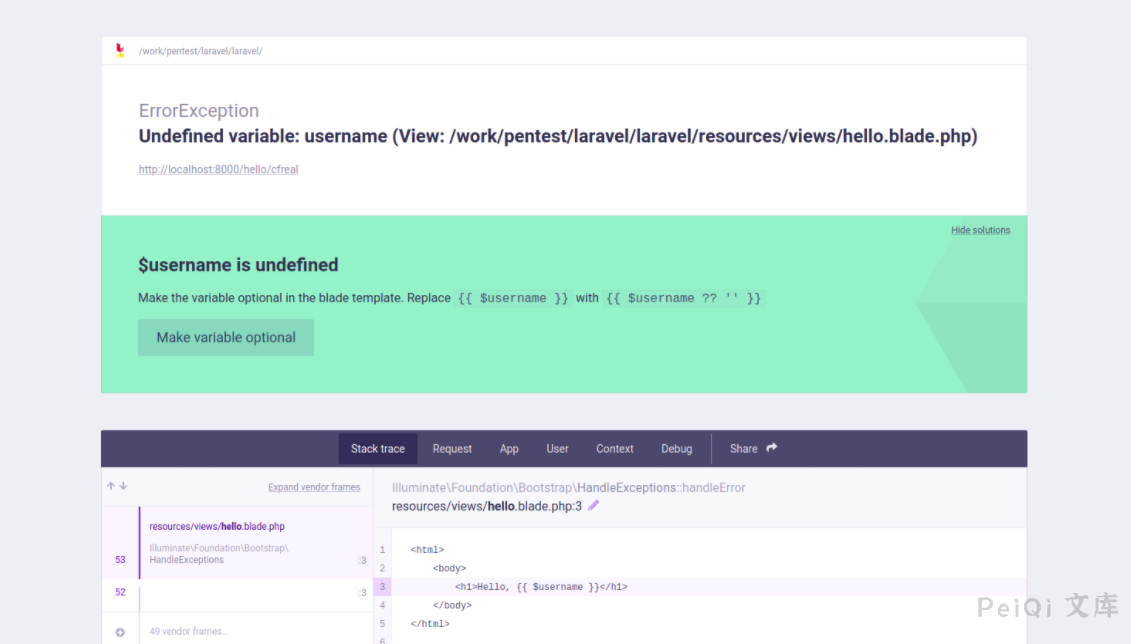 /work/pentest/laravel/laravel/
ErrorException
Undefined variable: username (View: /work/pentest/laravel/laravel/resources/views/hello.blade.php)
http://localhost:8000/hello/cfreal
Hide solutions
$username is undefined
Make the variable optional in the blade template. Replace {{ $username }} with {{ $username ?? '' }}
Make variable optional
Stack trace Request App User Context Debug Share
Expand vendor frames
Illuminate\Foundation\Bootstrap\HandleExceptions::handleError
resources/views/hello.blade.php:3
resources/views/hello.blade.php
Illuminate\Foundation\Bootstrap\
53 HandleExceptions :3
52 :3
49 vendor frames…
1 <html>
2 <body>
3 <h1>Hello, {{ $username }}</h1>
4 </body>
5 </html>
6
PeiQi 文库